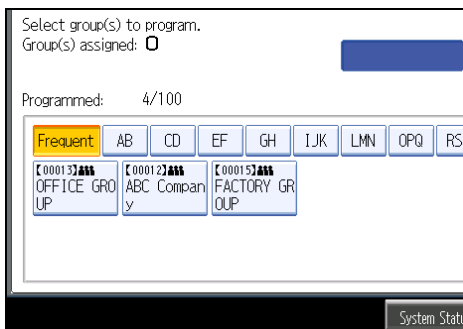 Select group(s) to program.
Group(s) assigned: 0
Programmed: 4/100
Frequent AB CD EF GH IJK LMN OPQ RS
【00013】 【00012】 【00015】
OFFICE GRO ABC Compan FACTORY GR
UP y OUP
System Statu